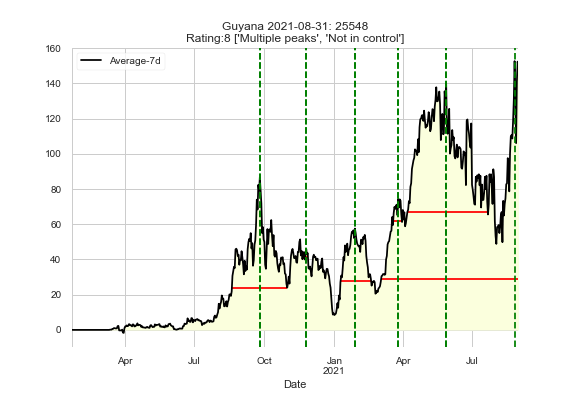 Guyana 2021-08-31: 25548
Rating:8 ['Multiple peaks', 'Not in control']
Average-7d
160
140
120
100
80
60
40
20
0
Apr Jul Oct Jan Apr Jul
2021
Date